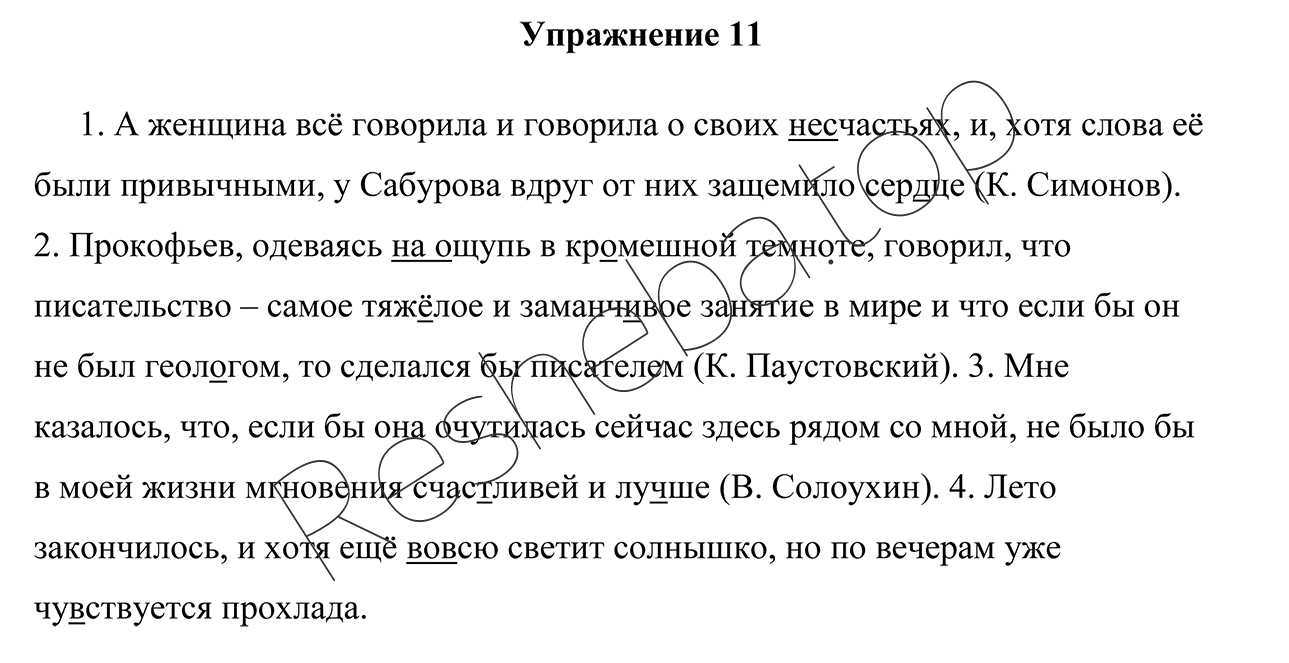 Упражнение 11
1. А женщина всё говорила и говорила о своих несчастьях, и, хотя слова её
были привычными, у Сабурова вдруг от них защемило сердце (К. Симонов).
2. Прокофьев, одеваясь на ощупь в кромешной темноте, говорил, что
писательство – самое тяжёлое и заманчивое занятие в мире и что если бы он
не был геологом, то сделался бы писателем (К. Паустовский). 3. Мне
казалось, что, если бы она очутилась сейчас здесь рядом со мной, не было бы
в моей жизни мгновения счастливей и лучше (В. Солоухин). 4. Лето
закончилось, и хотя ещё вовсю светит солнышко, но по вечерам уже
чувствуется прохлада.
Resheba.top